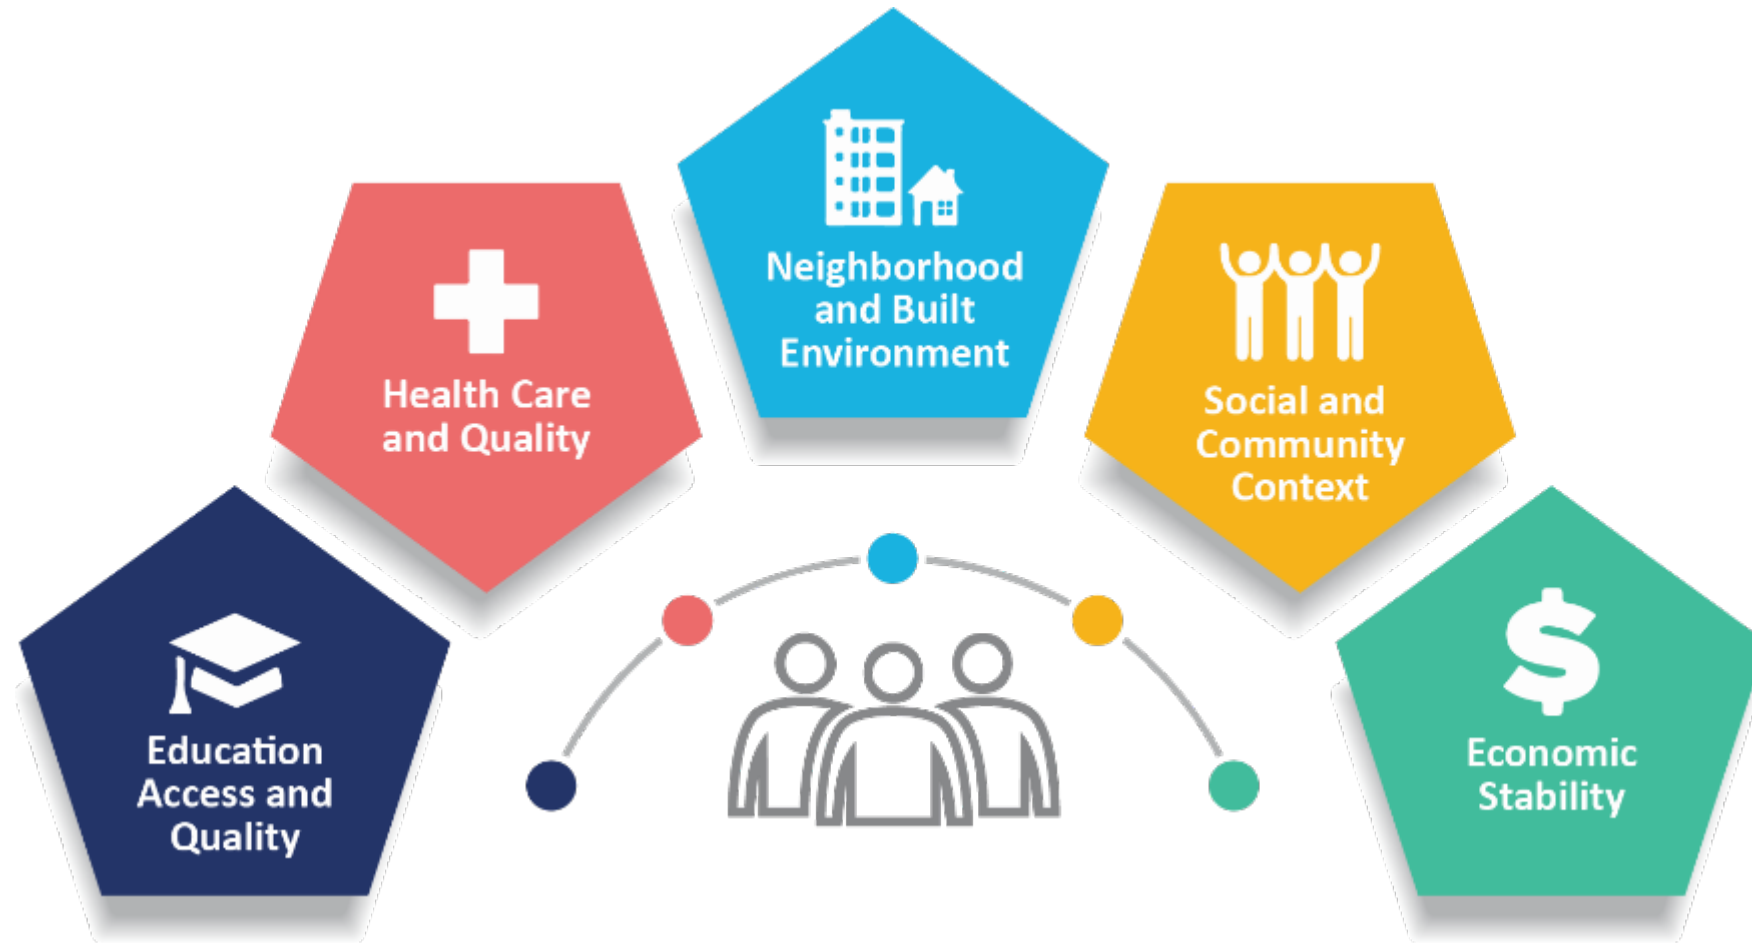 Education
Access and
Quality
Health Care
and Quality
Neighborhood
and Built
Environment
Social and
Community
Context
Economic
Stability